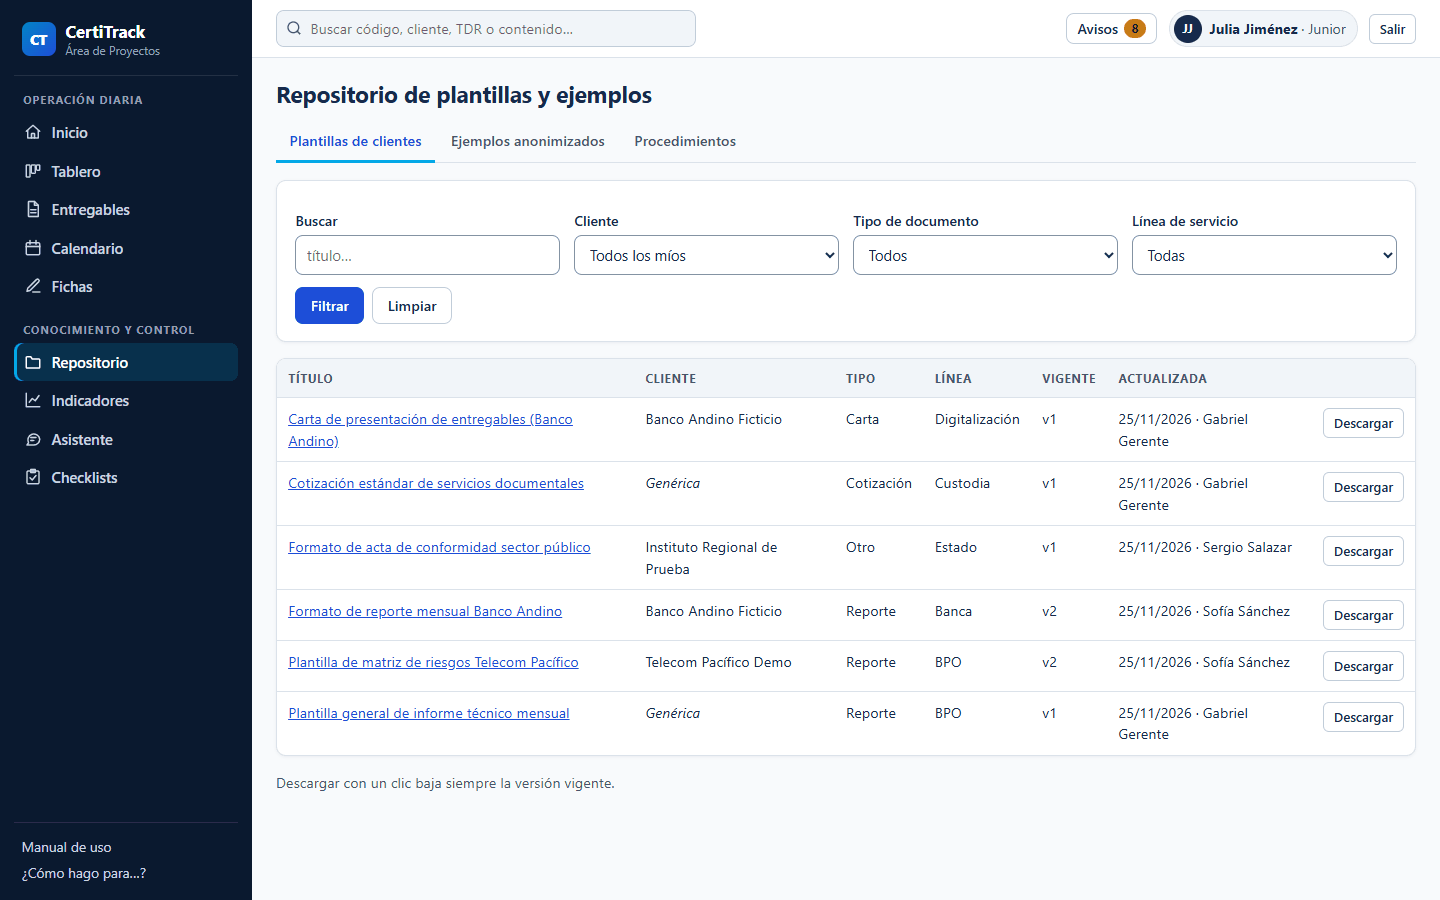 CT
CertiTrack
Área de Proyectos
Buscar código, cliente, TDR o contenido...
Avisos 8
JJ Julia Jiménez · Junior
Salir
OPERACIÓN DIARIA
Inicio
Tablero
Entregables
Calendario
Fichas
CONOCIMIENTO Y CONTROL
Repositorio
Indicadores
Asistente
Checklists
Manual de uso
¿Cómo hago para...?
Repositorio de plantillas y ejemplos
Plantillas de clientes Ejemplos anonimizados Procedimientos
Buscar Cliente Tipo de documento Línea de servicio
título... Todos los míos Todos Todas
Filtrar Limpiar
TÍTULO CLIENTE TIPO LÍNEA VIGENTE ACTUALIZADA
Carta de presentación de entregables (Banco Banco Andino Ficticio Carta Digitalización v1 25/11/2026 · Gabriel Descargar
Andino) Gerente
Cotización estándar de servicios documentales Genérica Cotización Custodia v1 25/11/2026 · Gabriel Descargar
Gerente
Formato de acta de conformidad sector público Instituto Regional de Otro Estado v1 25/11/2026 · Sergio Salazar Descargar
Prueba
Formato de reporte mensual Banco Andino Banco Andino Ficticio Reporte Banca v2 25/11/2026 · Sofía Sánchez Descargar
Plantilla de matriz de riesgos Telecom Pacífico Telecom Pacífico Demo Reporte BPO v2 25/11/2026 · Sofía Sánchez Descargar
Plantilla general de informe técnico mensual Genérica Reporte BPO v1 25/11/2026 · Gabriel Descargar
Gerente
Descargar con un clic baja siempre la versión vigente.